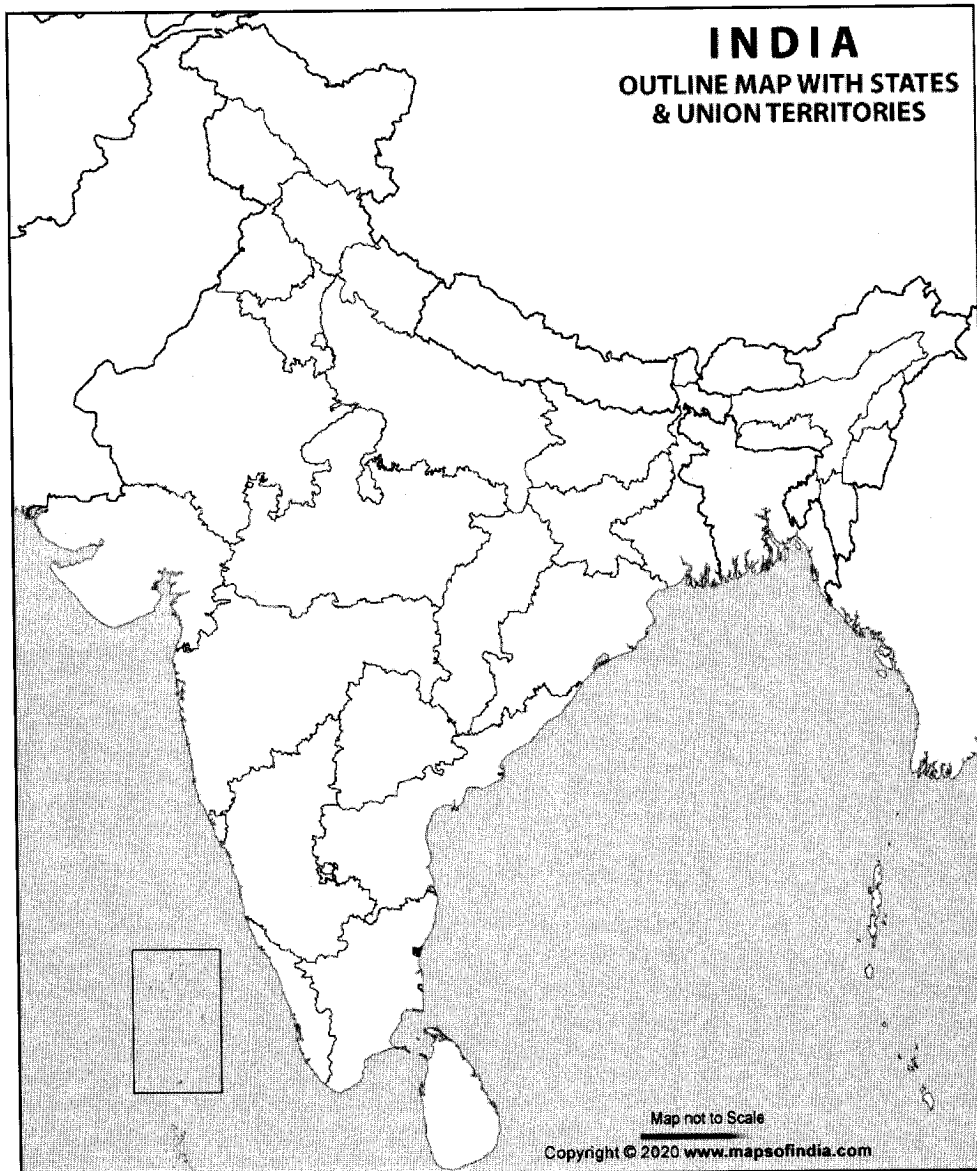 INDIA
OUTLINE MAP WITH STATES
& UNION TERRITORIES
Map not to Scale
Copyright © 2020 www.mapsofindia.com